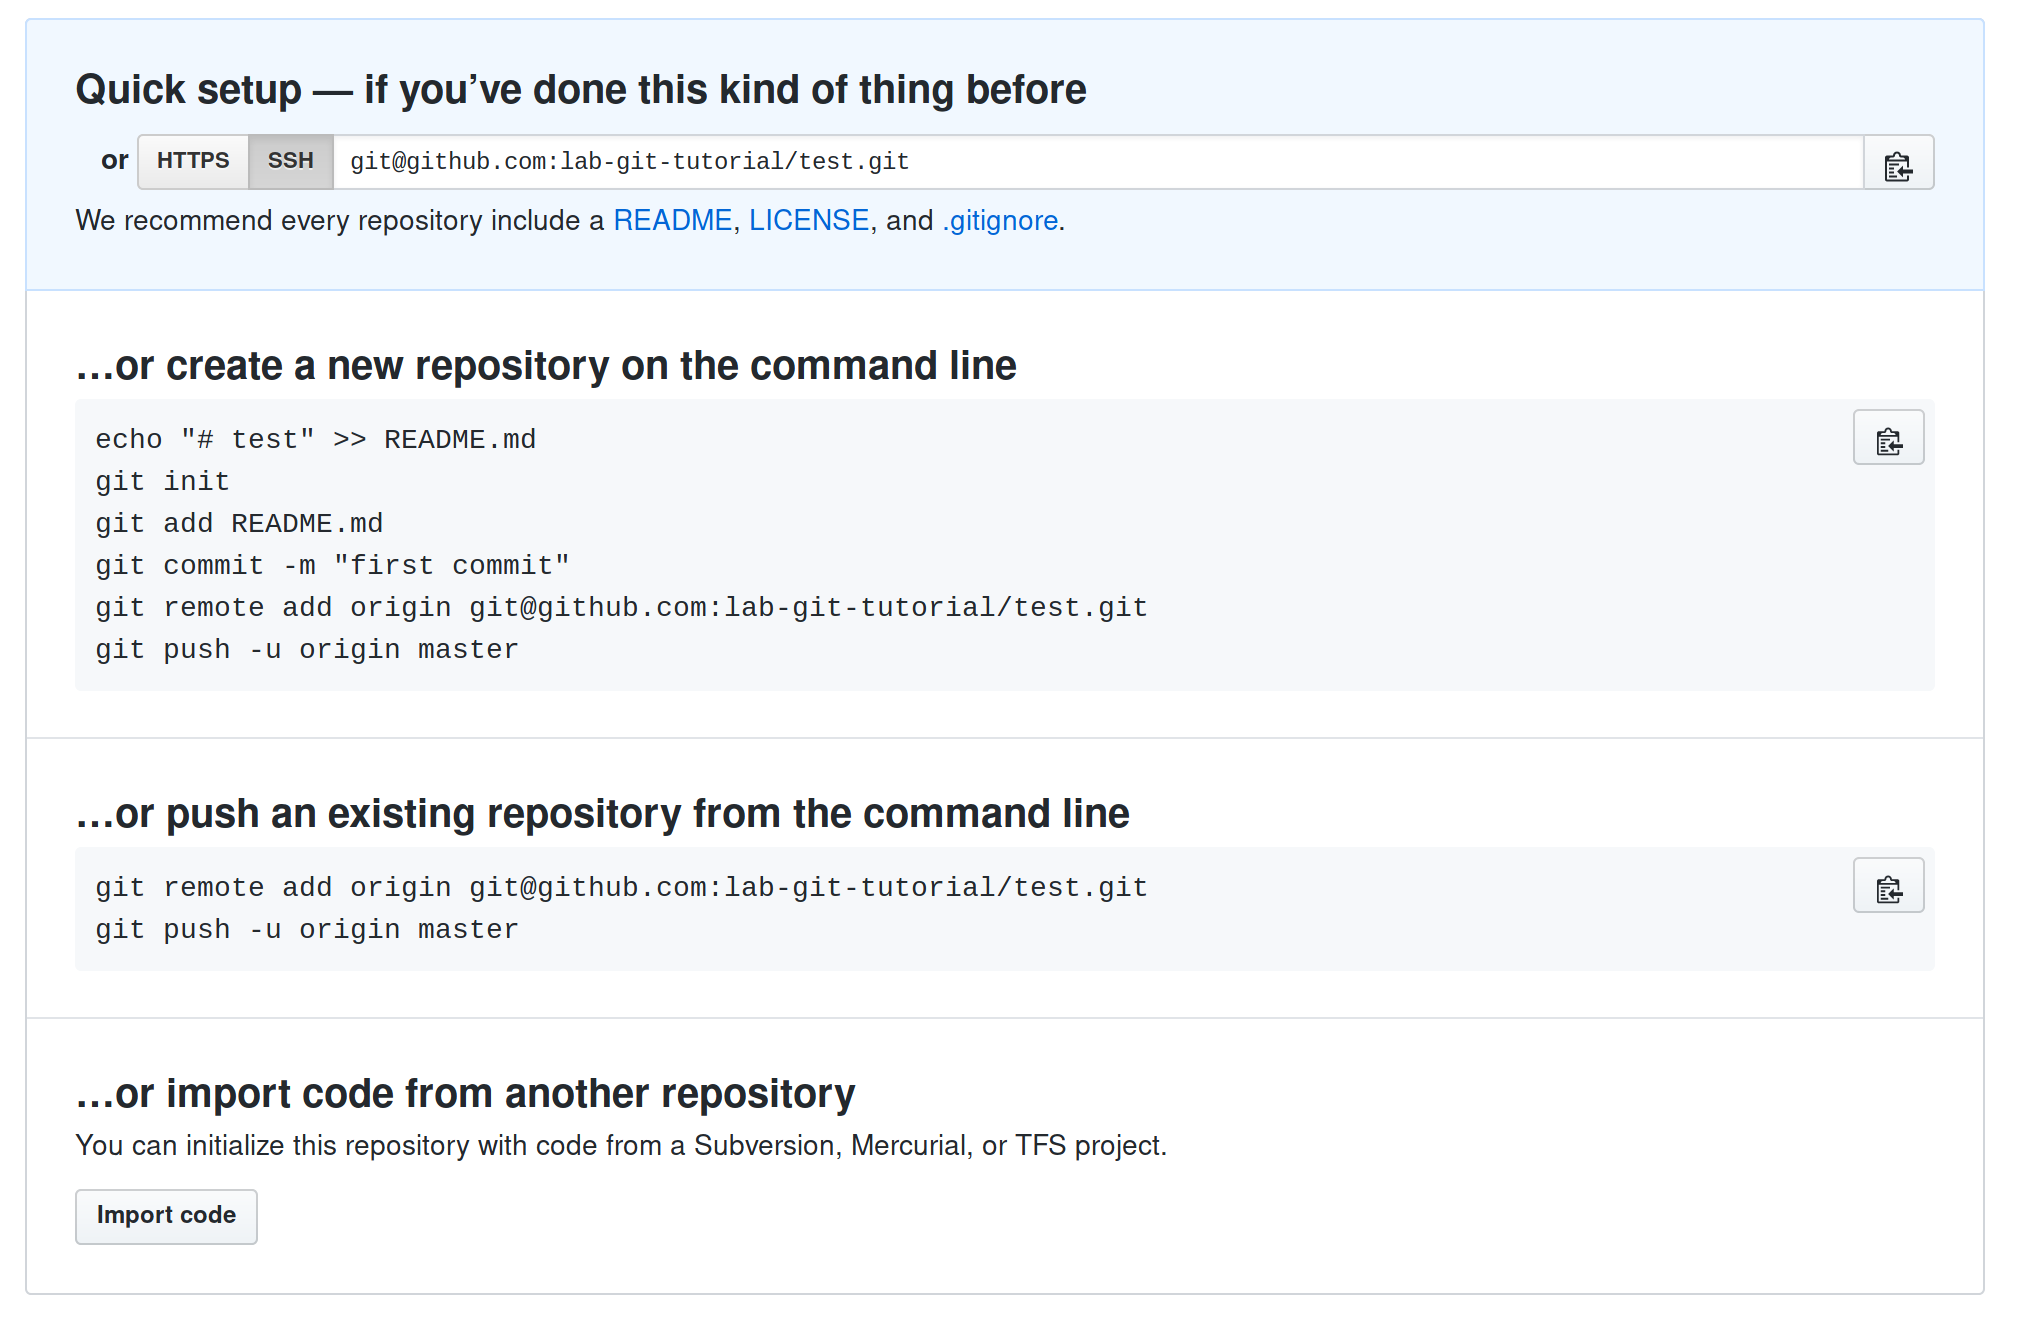 Quick setup — if you’ve done this kind of thing before
or HTTPS SSH git@github.com:lab-git-tutorial/test.git
We recommend every repository include a README, LICENSE, and .gitignore.
…or create a new repository on the command line
echo "# test" >> README.md
git init
git add README.md
git commit -m "first commit"
git remote add origin git@github.com:lab-git-tutorial/test.git
git push -u origin master
…or push an existing repository from the command line
git remote add origin git@github.com:lab-git-tutorial/test.git
git push -u origin master
…or import code from another repository
You can initialize this repository with code from a Subversion, Mercurial, or TFS project.
Import code